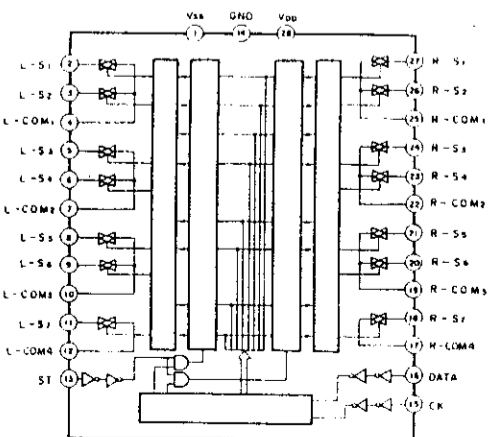 Vss GND VDD
1 14 28
L-S1 2 27 R-S1
L-S2 3 26 R-S2
L-COM1 4 25 R-COM1
L-S3 5 24 R-S3
L-S4 6 23 R-S4
L-COM2 7 22 R-COM2
L-S5 8 21 R-S5
L-S6 9 20 R-S6
L-COM3 10 19 R-COM3
L-S7 11 18 R-S7
L-COM4 12 17 R-COM4
ST 13 16 DATA
15 CK